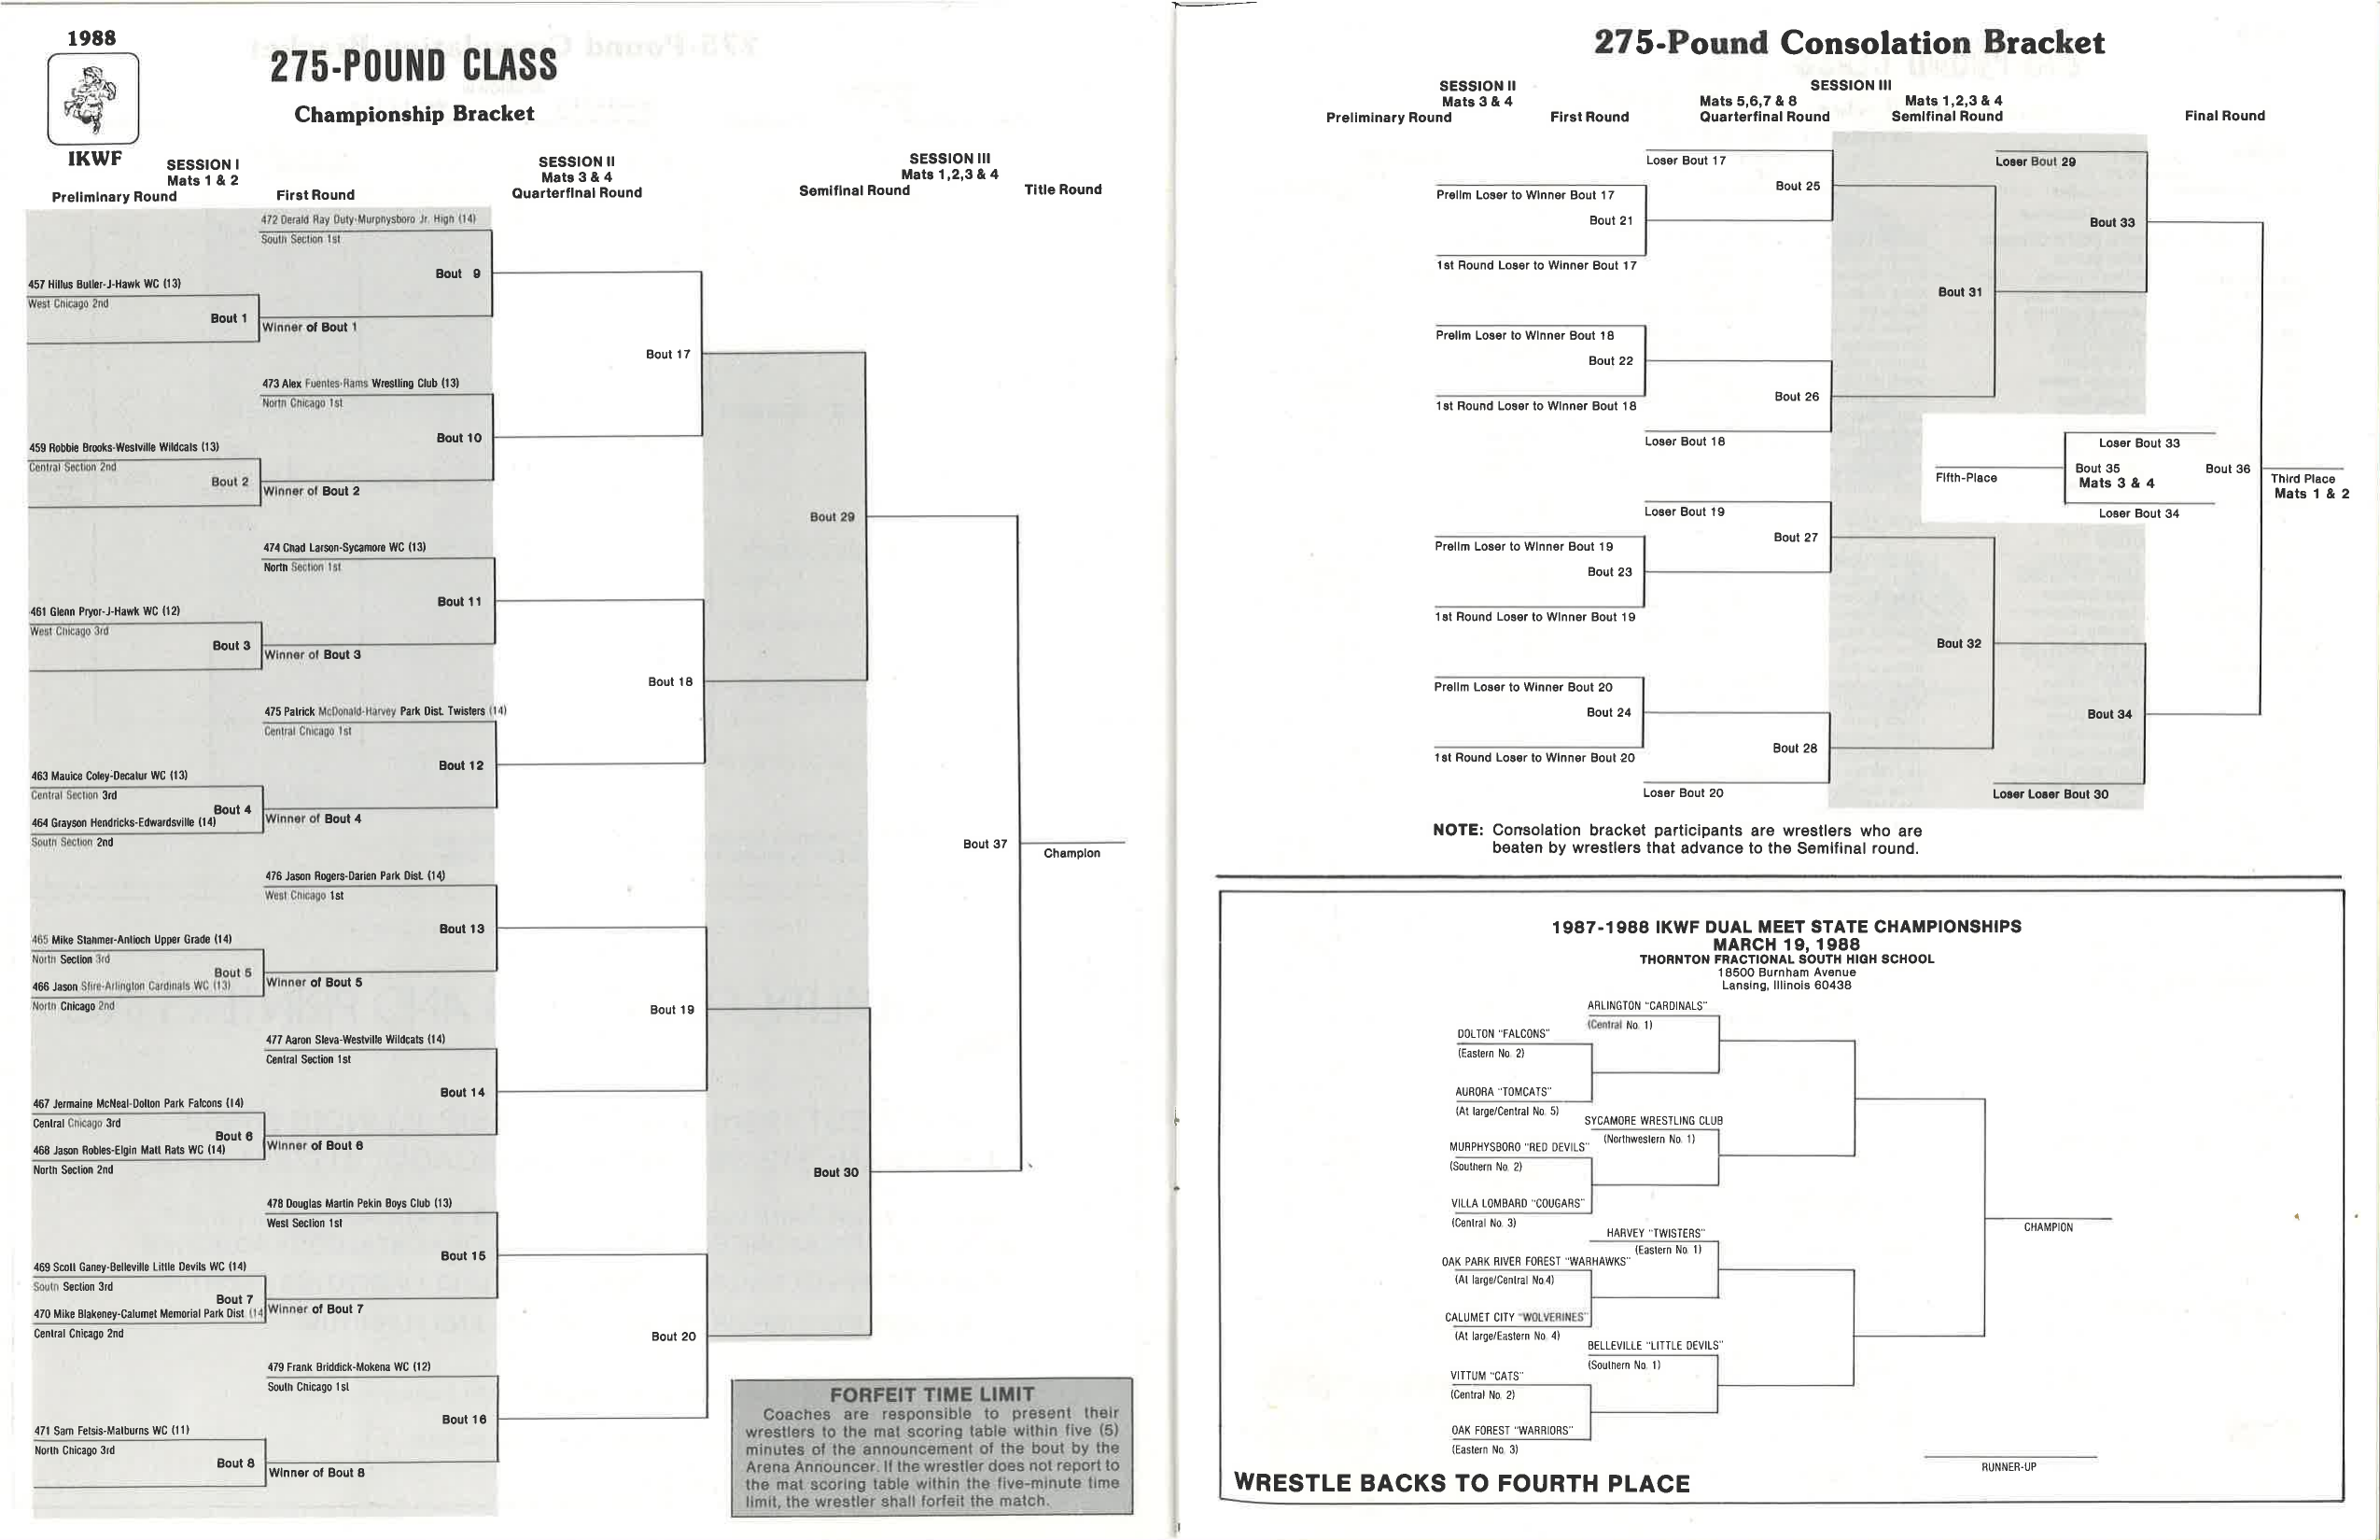 1988
IKWF
275-POUND CLASS
Championship Bracket
SESSION I
Mats 1 & 2
Preliminary Round
First Round
SESSION II
Mats 3 & 4
Quarterfinal Round
SESSION III
Mats 1,2,3 & 4
Semifinal Round
Title Round
472 Derald Ray Duty-Murphysboro Jr. High (14)
South Section 1st
Bout 9
457 Hillus Butler-J-Hawk WC (13)
West Chicago 2nd
Bout 1
Winner of Bout 1
Bout 17
473 Alex Fuentes-Rams Wrestling Club (13)
North Chicago 1st
Bout 10
459 Robbie Brooks-Westville Wildcats (13)
Central Section 2nd
Bout 2
Winner of Bout 2
Bout 29
474 Chad Larson-Sycamore WC (13)
North Section 1st
Bout 11
461 Glenn Pryor-J-Hawk WC (12)
West Chicago 3rd
Bout 3
Winner of Bout 3
Bout 18
475 Patrick McDonald-Harvey Park Dist. Twisters (14)
Central Chicago 1st
Bout 12
463 Mauice Coley-Decatur WC (13)
Central Section 3rd
Bout 4
464 Grayson Hendricks-Edwardsville (14)
South Section 2nd
Winner of Bout 4
Bout 37
Champion
476 Jason Rogers-Darien Park Dist. (14)
West Chicago 1st
Bout 13
465 Mike Stahmer-Antioch Upper Grade (14)
North Section 3rd
Bout 5
466 Jason Sfire-Arlington Cardinals WC (13)
North Chicago 2nd
Winner of Bout 5
Bout 19
477 Aaron Sleva-Westville Wildcats (14)
Central Section 1st
Bout 14
467 Jermaine McNeal-Dolton Park Falcons (14)
Central Chicago 3rd
Bout 6
468 Jason Robles-Elgin Matt Rats WC (14)
North Section 2nd
Winner of Bout 6
Bout 30
478 Douglas Martin Pekin Boys Club (13)
West Section 1st
Bout 15
469 Scott Ganey-Belleville Little Devils WC (14)
South Section 3rd
Bout 7
470 Mike Blakeney-Calumet Memorial Park Dist (14
Central Chicago 2nd
Winner of Bout 7
Bout 20
479 Frank Briddick-Mokena WC (12)
South Chicago 1st
Bout 16
471 Sam Fetsis-Malburns WC (11)
North Chicago 3rd
Bout 8
Winner of Bout 8
FORFEIT TIME LIMIT
Coaches are responsible to present their
wrestlers to the mat scoring table within five (5)
minutes of the announcement of the bout by the
Arena Announcer. If the wrestler does not report to
the mat scoring table within the five-minute time
limit, the wrestler shall forfeit the match.
275-Pound Consolation Bracket
SESSION II
Mats 3 & 4
Preliminary Round
First Round
SESSION III
Mats 5,6,7 & 8
Quarterfinal Round
Mats 1,2,3 & 4
Semifinal Round
Final Round
Loser Bout 17
Bout 25
Prelim Loser to Winner Bout 17
Bout 21
1st Round Loser to Winner Bout 17
Loser Bout 29
Bout 33
Bout 31
Prelim Loser to Winner Bout 18
Bout 22
1st Round Loser to Winner Bout 18
Bout 26
Loser Bout 18
Loser Bout 33
Fifth-Place
Bout 35
Mats 3 & 4
Loser Bout 34
Bout 36
Third Place
Mats 1 & 2
Loser Bout 19
Bout 27
Prelim Loser to Winner Bout 19
Bout 23
1st Round Loser to Winner Bout 19
Bout 32
Prelim Loser to Winner Bout 20
Bout 24
1st Round Loser to Winner Bout 20
Bout 28
Loser Bout 20
Bout 34
Loser Loser Bout 30
NOTE: Consolation bracket participants are wrestlers who are
beaten by wrestlers that advance to the Semifinal round.
1987-1988 IKWF DUAL MEET STATE CHAMPIONSHIPS
MARCH 19, 1988
THORNTON FRACTIONAL SOUTH HIGH SCHOOL
18500 Burnham Avenue
Lansing, Illinois 60438
ARLINGTON "CARDINALS"
(Central No. 1)
DOLTON "FALCONS"
(Eastern No. 2)
AURORA "TOMCATS"
(At large/Central No. 5)
SYCAMORE WRESTLING CLUB
(Northwestern No. 1)
MURPHYSBORO "RED DEVILS"
(Southern No. 2)
VILLA LOMBARD "COUGARS"
(Central No. 3)
HARVEY "TWISTERS"
(Eastern No. 1)
OAK PARK RIVER FOREST "WARHAWKS"
(At large/Central No.4)
CALUMET CITY "WOLVERINES"
(At large/Eastern No. 4)
BELLEVILLE "LITTLE DEVILS"
(Southern No. 1)
VITTUM "CATS"
(Central No. 2)
OAK FOREST "WARRIORS"
(Eastern No. 3)
CHAMPION
RUNNER-UP
WRESTLE BACKS TO FOURTH PLACE